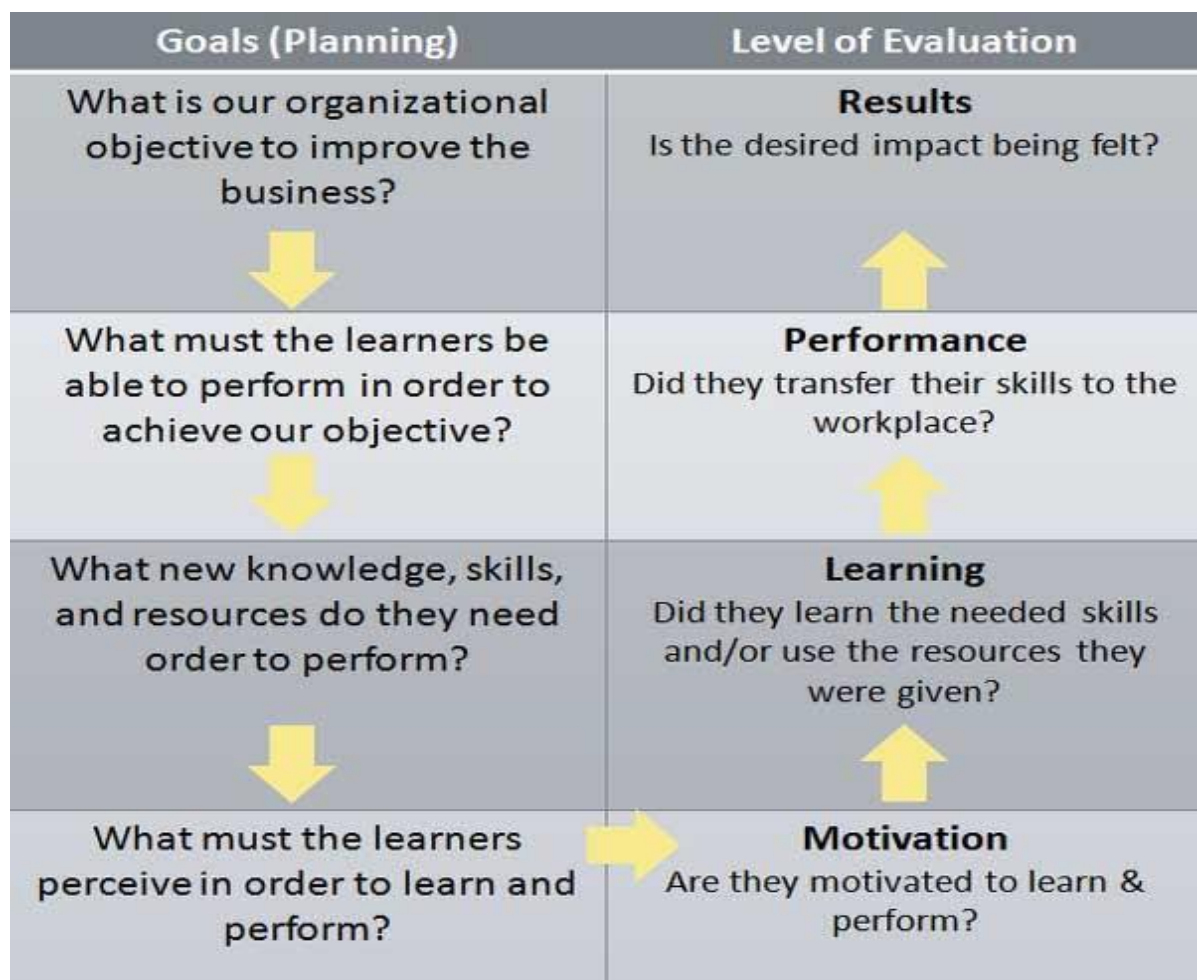 Goals (Planning)
Level of Evaluation
What is our organizational
objective to improve the
business?
Results
Is the desired impact being felt?
What must the learners be
able to perform in order to
achieve our objective?
Performance
Did they transfer their skills to the
workplace?
What new knowledge, skills,
and resources do they need
order to perform?
Learning
Did they learn the needed skills
and/or use the resources they
were given?
What must the learners
perceive in order to learn and
perform?
Motivation
Are they motivated to learn &
perform?